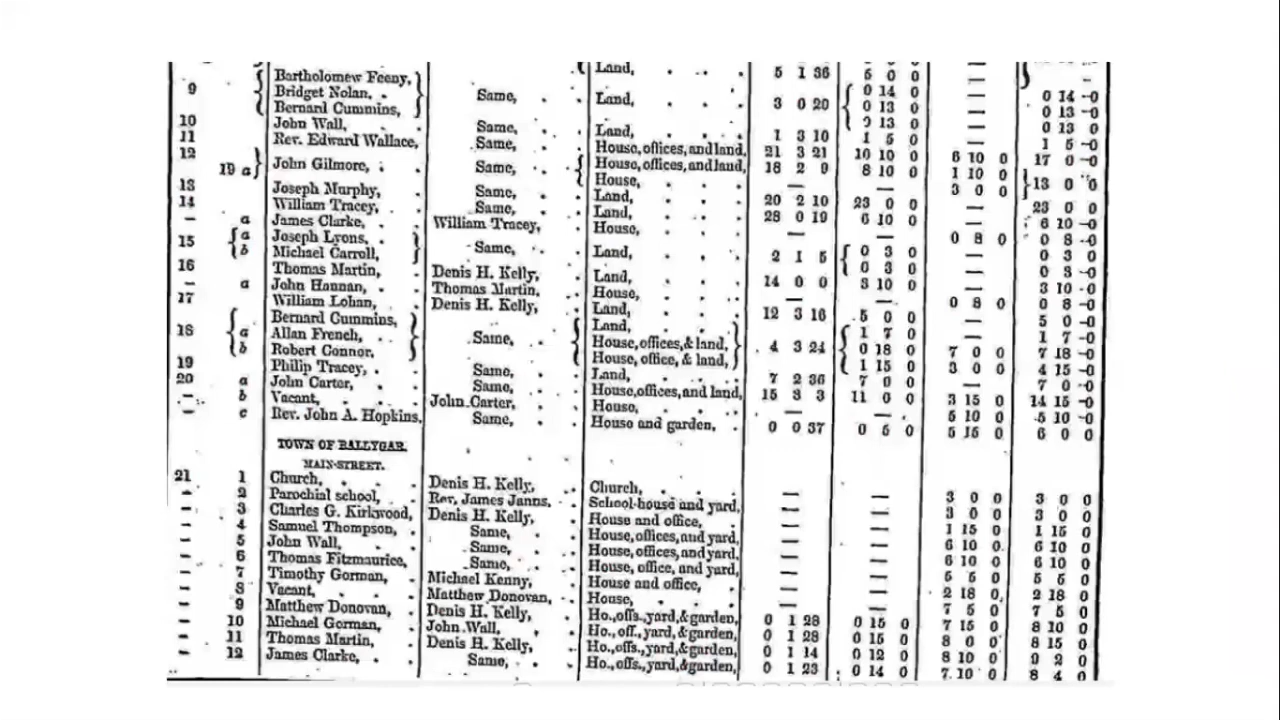 Land, . . . 5 1 36 5 0 0 —
Bartholomew Feeny,
9 Bridget Nolan, . Same, . . Land, . . . 3 0 20 0 14 0 — 0 14 0
Bernard Cummins, 0 13 0 — 0 13 0
0 13 0 — 0 13 0
10 John Wall, . . Same, . . Land, . . . 1 3 10 1 5 0 — 1 5 0
11 Rev. Edward Wallace, Same, . . House, offices, and land, 21 3 21 10 10 0 6 10 0 17 0 0
12 John Gilmore, . . Same, . . House, offices, and land, 18 2 0 8 10 0 1 10 0 13 0 0
19 a House, . . — — 3 0 0
13 Joseph Murphy, . Same, . . Land, . . . 20 2 10 23 0 0 — 23 0 0
14 William Tracey, . Same, . . Land, . . . 28 0 19 6 10 0 — 6 10 0
— a James Clarke, . William Tracey, . House, . . — — 0 8 0 0 8 0
15 a Joseph Lyons, . Same, . . Land, . . . 2 1 5 0 3 0 — 0 3 0
b Michael Carroll, 0 3 0 — 0 3 0
16 Thomas Martin, . Denis H. Kelly, . Land, . . . 14 0 0 3 10 0 — 3 10 0
— a John Hannan, . Thomas Martin, . House, . . — — 0 8 0 0 8 0
17 William Lohan, . Denis H. Kelly, . Land, . . . 12 3 16 5 0 0 — 5 0 0
Bernard Cummins, Land, . . . 1 7 0 — 1 7 0
18 a Allan French, . Same, . . House, offices, & land, 4 3 24 0 18 0 7 0 0 7 18 0
b Robert Connor, . House, office, & land, 1 15 0 3 0 0 4 15 0
19 Philip Tracey, . Same, . . Land, . . . 7 2 36 7 0 0 — 7 0 0
20 a John Carter, . . Same, . . House, offices, and land, 15 3 3 11 0 0 3 15 0 14 15 0
— b Vacant, . . John Carter, . House, . . — — 5 10 0 5 10 0
— c Rev. John A. Hopkins, Same, . . House and garden, . 0 0 37 0 5 0 5 15 0 6 0 0
TOWN OF BALLYGAR.
MAIN-STREET.
21 1 Church, . . Denis H. Kelly, . Church, . . — — 3 0 0 3 0 0
— 2 Parochial school, . Rev. James Janns, . School-house and yard, — — 3 0 0 3 0 0
— 3 Charles G. Kirkwood, Denis H. Kelly, . House and office, . — — 1 15 0 1 15 0
— 4 Samuel Thompson, . Same, . . House, offices, and yard, — — 6 10 0 6 10 0
— 5 John Wall, . . Same, . . House, offices, and yard, — — 6 10 0 6 10 0
— 6 Thomas Fitzmaurice, Same, . . House, office, and yard, — — 5 5 0 5 5 0
— 7 Timothy Gorman, . Michael Kenny, . House and office, . — — 2 18 0 2 18 0
— 8 Vacant, . . Matthew Donovan, . House, . . — — 7 5 0 7 5 0
— 9 Matthew Donovan, . Denis H. Kelly, . Ho., offs., yard, & garden, 0 1 28 0 15 0 7 15 0 8 10 0
— 10 Michael Gorman, . John Wall, . Ho., off., yard, & garden, 0 1 28 0 15 0 8 0 0 8 15 0
— 11 Thomas Martin, . Denis H. Kelly, . Ho., offs., yard, & garden, 0 1 14 0 12 0 8 10 0 9 2 0
— 12 James Clarke, . . Same, . . Ho., offs., yard, & garden, 0 1 23 0 14 0 7 10 0 8 4 0